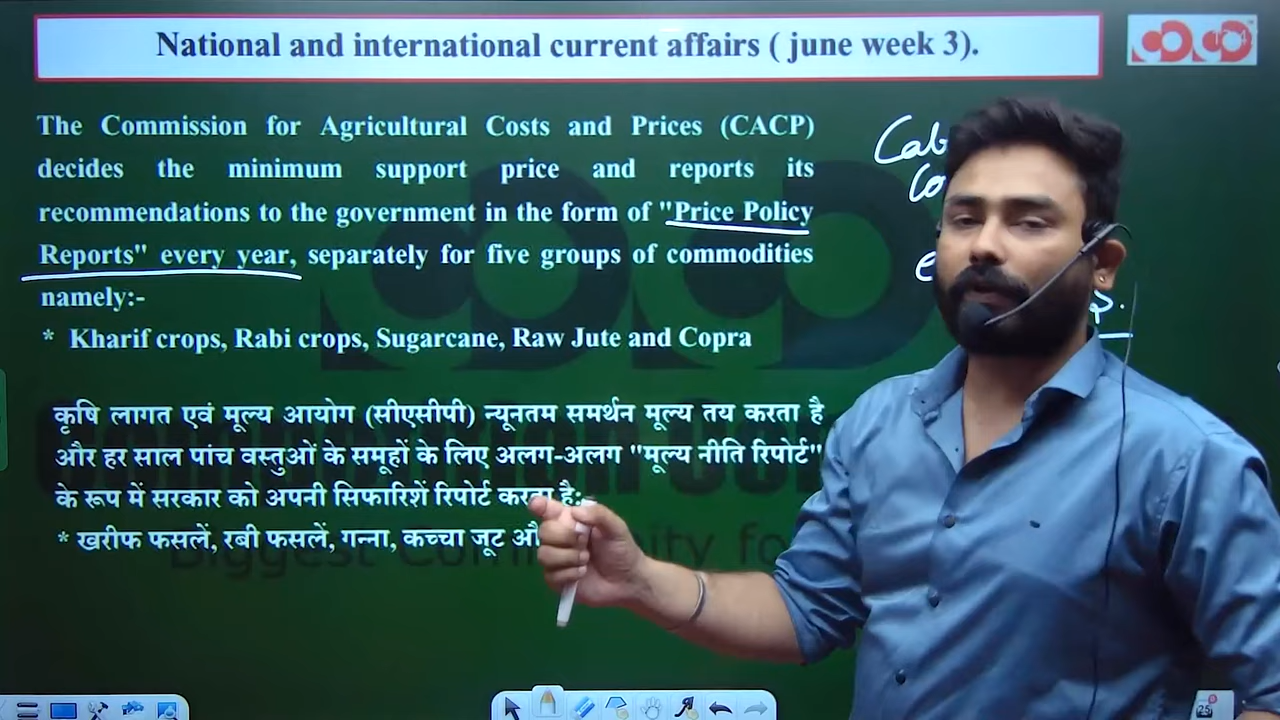 National and international current affairs ( june week 3).
The Commission for Agricultural Costs and Prices (CACP)
decides the minimum support price and reports its
recommendations to the government in the form of "Price Policy
Reports" every year, separately for five groups of commodities
namely:-
* Kharif crops, Rabi crops, Sugarcane, Raw Jute and Copra
कृषि लागत एवं मूल्य आयोग (सीएसीपी) न्यूनतम समर्थन मूल्य तय करता है
और हर साल पांच वस्तुओं के समूहों के लिए अलग-अलग "मूल्य नीति रिपोर्ट"
के रूप में सरकार को अपनी सिफारिशें रिपोर्ट करता है:-
* खरीफ फसलें, रबी फसलें, गन्ना, कच्चा जूट